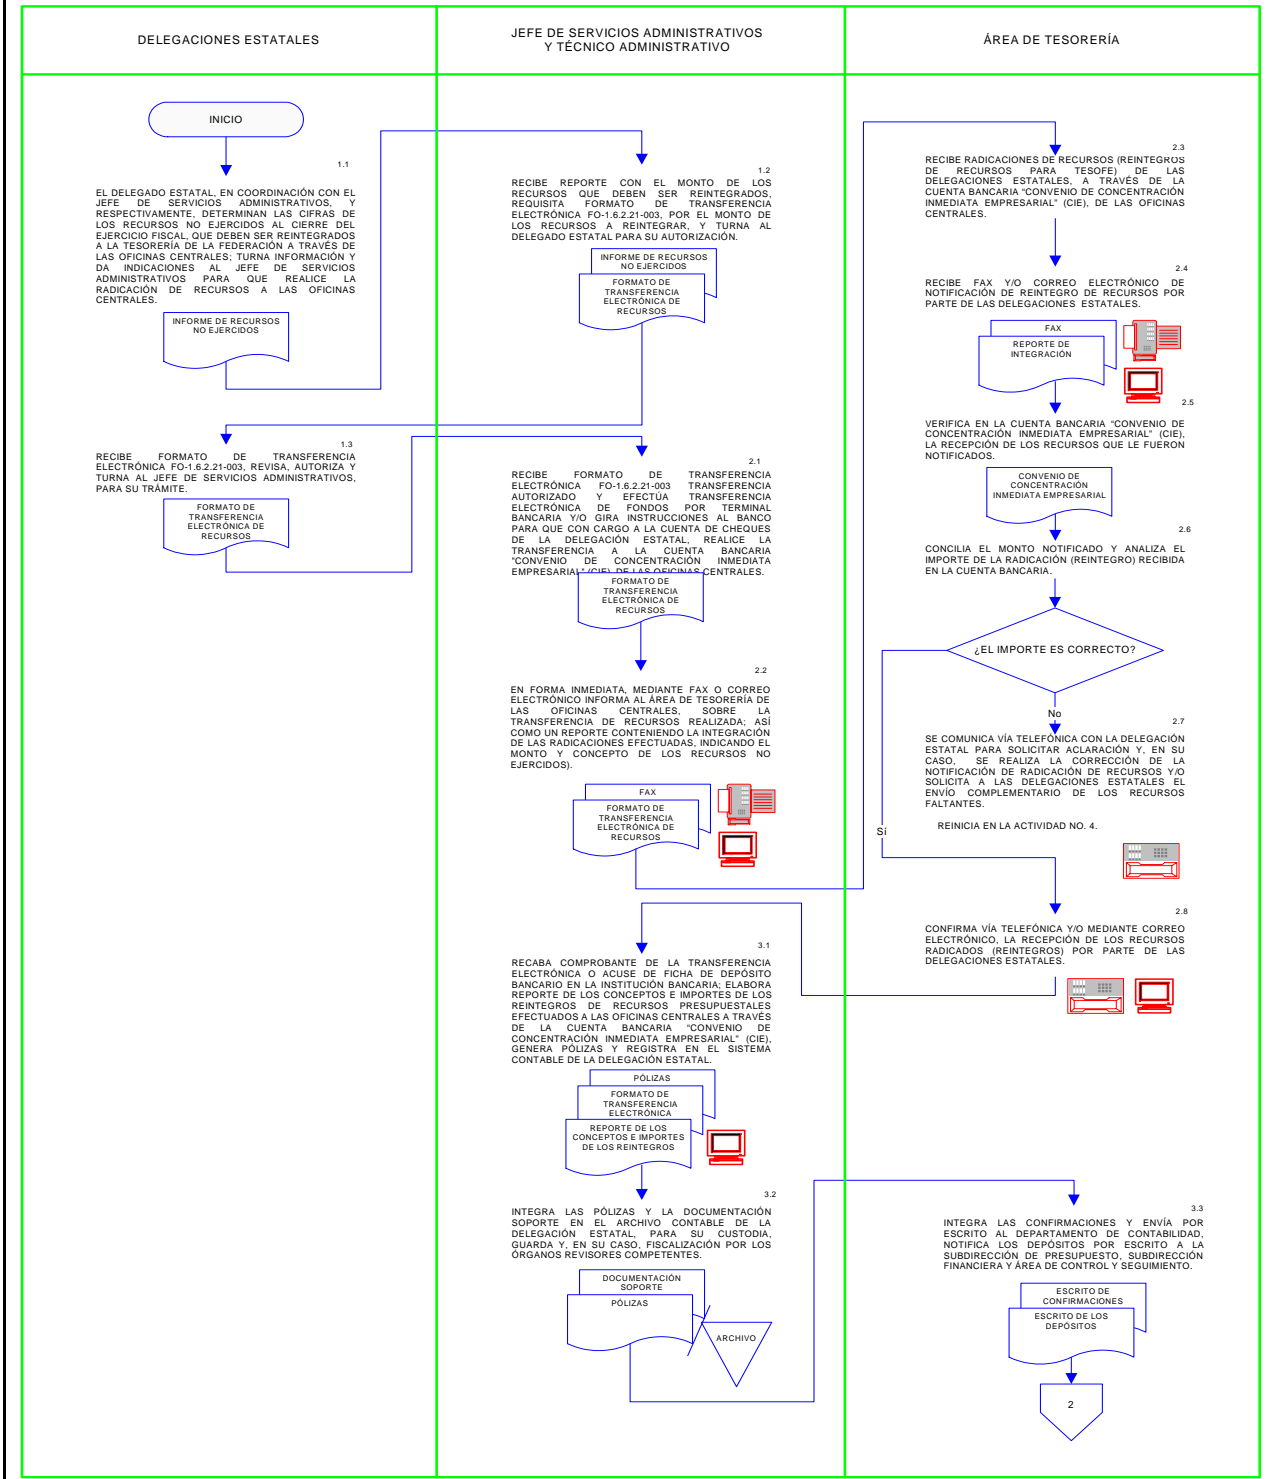 DELEGACIONES ESTATALES
JEFE DE SERVICIOS ADMINISTRATIVOS
Y TÉCNICO ADMINISTRATIVO
ÁREA DE TESORERÍA
INICIO
1.1
EL DELEGADO ESTATAL, EN COORDINACIÓN CON EL
JEFE DE SERVICIOS ADMINISTRATIVOS, Y
RESPECTIVAMENTE, DETERMINAN LAS CIFRAS DE
LOS RECURSOS NO EJERCIDOS AL CIERRE DEL
EJERCICIO FISCAL, QUE DEBEN SER REINTEGRADOS
A LA TESORERÍA DE LA FEDERACIÓN A TRAVÉS DE
LAS OFICINAS CENTRALES; TURNA INFORMACIÓN Y
DA INDICACIONES AL JEFE DE SERVICIOS
ADMINISTRATIVOS PARA QUE REALICE LA
RADICACIÓN DE RECURSOS A LAS OFICINAS
CENTRALES.
INFORME DE RECURSOS
NO EJERCIDOS
1.2
RECIBE REPORTE CON EL MONTO DE LOS
RECURSOS QUE DEBEN SER REINTEGRADOS,
REQUISITA FORMATO DE TRANSFERENCIA
ELECTRÓNICA FO-1.6.2.21-003, POR EL MONTO DE
LOS RECURSOS A REINTEGRAR, Y TURNA AL
DELEGADO ESTATAL PARA SU AUTORIZACIÓN.
INFORME DE RECURSOS
NO EJERCIDOS
FORMATO DE
TRANSFERENCIA
ELECTRÓNICA DE
RECURSOS
1.3
RECIBE FORMATO DE TRANSFERENCIA
ELECTRÓNICA FO-1.6.2.21-003, REVISA, AUTORIZA Y
TURNA AL JEFE DE SERVICIOS ADMINISTRATIVOS,
PARA SU TRÁMITE.
FORMATO DE
TRANSFERENCIA
ELECTRÓNICA DE
RECURSOS
2.1
RECIBE FORMATO DE TRANSFERENCIA
ELECTRÓNICA FO-1.6.2.21-003 TRANSFERENCIA
AUTORIZADO Y EFECTÚA TRANSFERENCIA
ELECTRÓNICA DE FONDOS POR TERMINAL
BANCARIA Y/O GIRA INSTRUCCIONES AL BANCO
PARA QUE CON CARGO A LA CUENTA DE CHEQUES
DE LA DELEGACIÓN ESTATAL, REALICE LA
TRANSFERENCIA A LA CUENTA BANCARIA
"CONVENIO DE CONCENTRACIÓN INMEDIATA
EMPRESARIAL" (CIE), DE LAS OFICINAS CENTRALES.
FORMATO DE
TRANSFERENCIA
ELECTRÓNICA DE
RECURSOS
2.2
EN FORMA INMEDIATA, MEDIANTE FAX O CORREO
ELECTRÓNICO INFORMA AL ÁREA DE TESORERÍA DE
LAS OFICINAS CENTRALES, SOBRE LA
TRANSFERENCIA DE RECURSOS REALIZADA; ASÍ
COMO UN REPORTE CONTENIENDO LA INTEGRACIÓN
DE LAS RADICACIONES EFECTUADAS, INDICANDO EL
MONTO Y CONCEPTO DE LOS RECURSOS NO
EJERCIDOS).
FAX
FORMATO DE
TRANSFERENCIA
ELECTRÓNICA DE
RECURSOS
2.3
RECIBE RADICACIONES DE RECURSOS (REINTEGROS
DE RECURSOS PARA TESOFE) DE LAS
DELEGACIONES ESTATALES, A TRAVÉS DE LA
CUENTA BANCARIA "CONVENIO DE CONCENTRACIÓN
INMEDIATA EMPRESARIAL" (CIE), DE LAS OFICINAS
CENTRALES.
2.4
RECIBE FAX Y/O CORREO ELECTRÓNICO DE
NOTIFICACIÓN DE REINTEGRO DE RECURSOS POR
PARTE DE LAS DELEGACIONES ESTATALES.
FAX
REPORTE DE
INTEGRACIÓN
2.5
VERIFICA EN LA CUENTA BANCARIA "CONVENIO DE
CONCENTRACIÓN INMEDIATA EMPRESARIAL" (CIE),
LA RECEPCIÓN DE LOS RECURSOS QUE LE FUERON
NOTIFICADOS.
CONVENIO DE
CONCENTRACIÓN
INMEDIATA EMPRESARIAL
2.6
CONCILIA EL MONTO NOTIFICADO Y ANALIZA EL
IMPORTE DE LA RADICACIÓN (REINTEGRO) RECIBIDA
EN LA CUENTA BANCARIA.
¿EL IMPORTE ES CORRECTO?
No
2.7
SE COMUNICA VÍA TELEFÓNICA CON LA DELEGACIÓN
ESTATAL PARA SOLICITAR ACLARACIÓN Y, EN SU
CASO, SE REALIZA LA CORRECCIÓN DE LA
NOTIFICACIÓN DE RADICACIÓN DE RECURSOS Y/O
SOLICITA A LAS DELEGACIONES ESTATALES EL
ENVÍO COMPLEMENTARIO DE LOS RECURSOS
FALTANTES.
REINICIA EN LA ACTIVIDAD NO. 4.
Sí
2.8
CONFIRMA VÍA TELEFÓNICA Y/O MEDIANTE CORREO
ELECTRÓNICO, LA RECEPCIÓN DE LOS RECURSOS
RADICADOS (REINTEGROS) POR PARTE DE LAS
DELEGACIONES ESTATALES.
3.1
RECABA COMPROBANTE DE LA TRANSFERENCIA
ELECTRÓNICA O ACUSE DE FICHA DE DEPÓSITO
BANCARIO EN LA INSTITUCIÓN BANCARIA; ELABORA
REPORTE DE LOS CONCEPTOS E IMPORTES DE LOS
REINTEGROS DE RECURSOS PRESUPUESTALES
EFECTUADOS A LAS OFICINAS CENTRALES A TRAVÉS
DE LA CUENTA BANCARIA "CONVENIO DE
CONCENTRACIÓN INMEDIATA EMPRESARIAL" (CIE),
GENERA PÓLIZAS Y REGISTRA EN EL SISTEMA
CONTABLE DE LA DELEGACIÓN ESTATAL.
PÓLIZAS
FORMATO DE
TRANSFERENCIA
ELECTRÓNICA
REPORTE DE LOS
CONCEPTOS E IMPORTES
DE LOS REINTEGROS
3.2
INTEGRA LAS PÓLIZAS Y LA DOCUMENTACIÓN
SOPORTE EN EL ARCHIVO CONTABLE DE LA
DELEGACIÓN ESTATAL, PARA SU CUSTODIA,
GUARDA Y, EN SU CASO, FISCALIZACIÓN POR LOS
ÓRGANOS REVISORES COMPETENTES.
DOCUMENTACIÓN
SOPORTE
PÓLIZAS
ARCHIVO
3.3
INTEGRA LAS CONFIRMACIONES Y ENVÍA POR
ESCRITO AL DEPARTAMENTO DE CONTABILIDAD,
NOTIFICA LOS DEPÓSITOS POR ESCRITO A LA
SUBDIRECCIÓN DE PRESUPUESTO, SUBDIRECCIÓN
FINANCIERA Y ÁREA DE CONTROL Y SEGUIMIENTO.
ESCRITO DE
CONFIRMACIONES
ESCRITO DE LOS
DEPÓSITOS
2